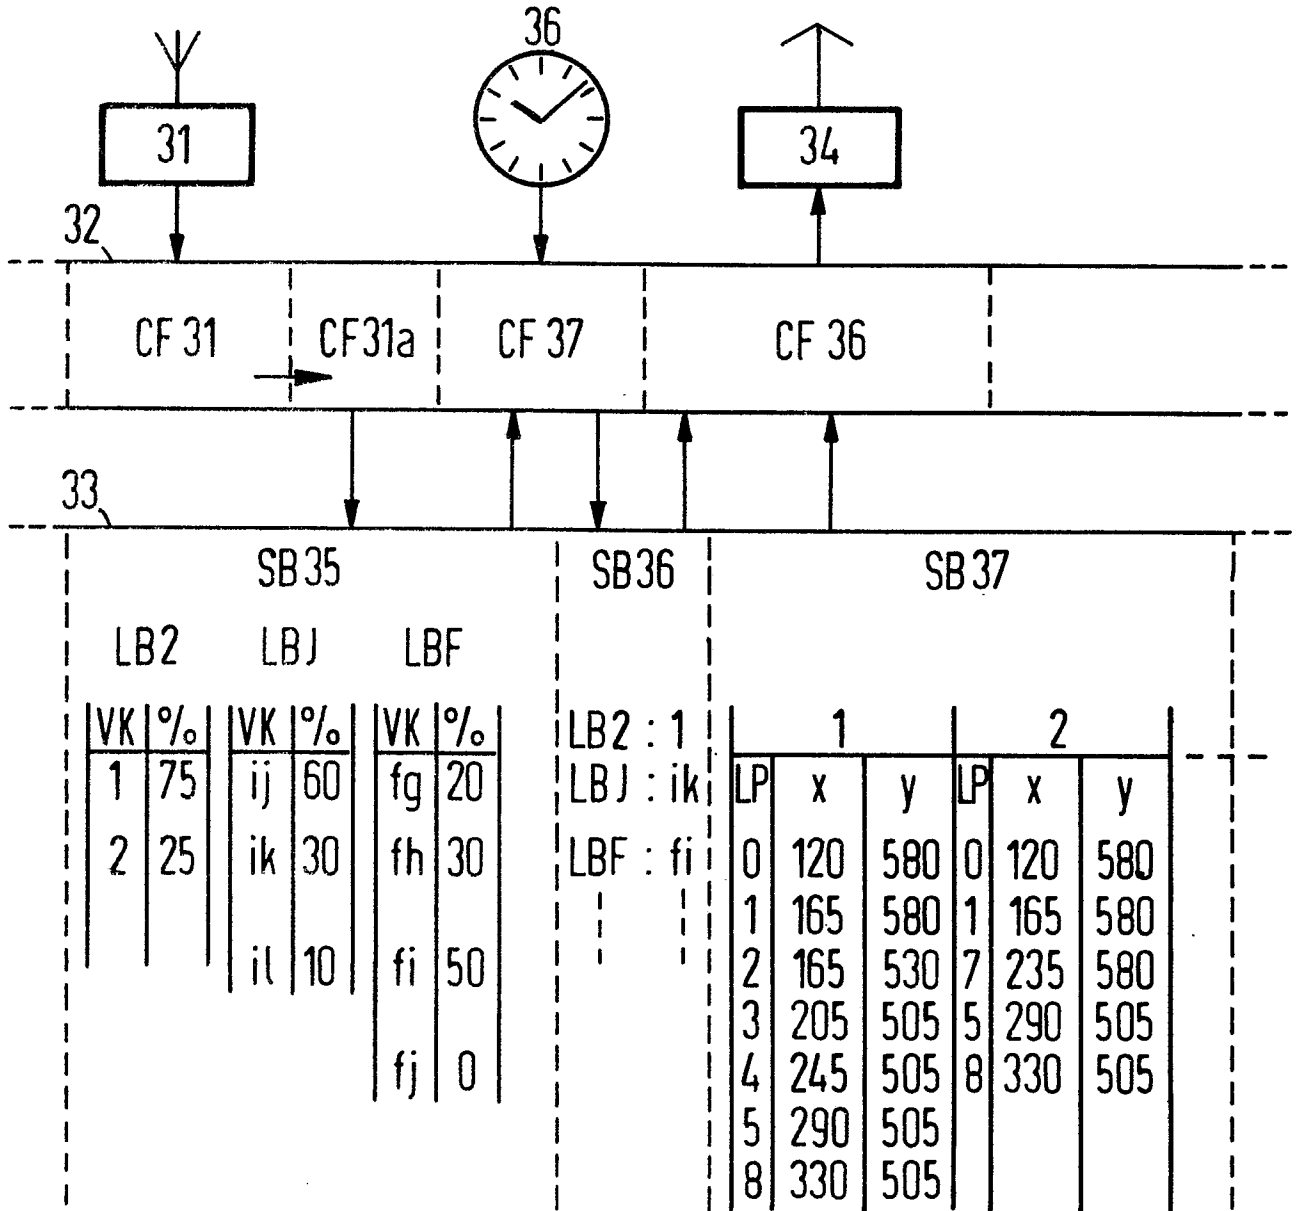 36
31
34
32
CF 31 CF31a CF 37 CF 36
33
SB35 SB36 SB37
LB2 LBJ LBF
VK % VK % VK % LB2 : 1 1 2
1 75 ij 60 fg 20 LBJ : ik LP x y LP x y
2 25 ik 30 fh 30 LBF : fi 0 120 580 0 120 580
1 165 580 1 165 580
il 10 fi 50 2 165 530 7 235 580
3 205 505 5 290 505
fj 0 4 245 505 8 330 505
5 290 505
8 330 505